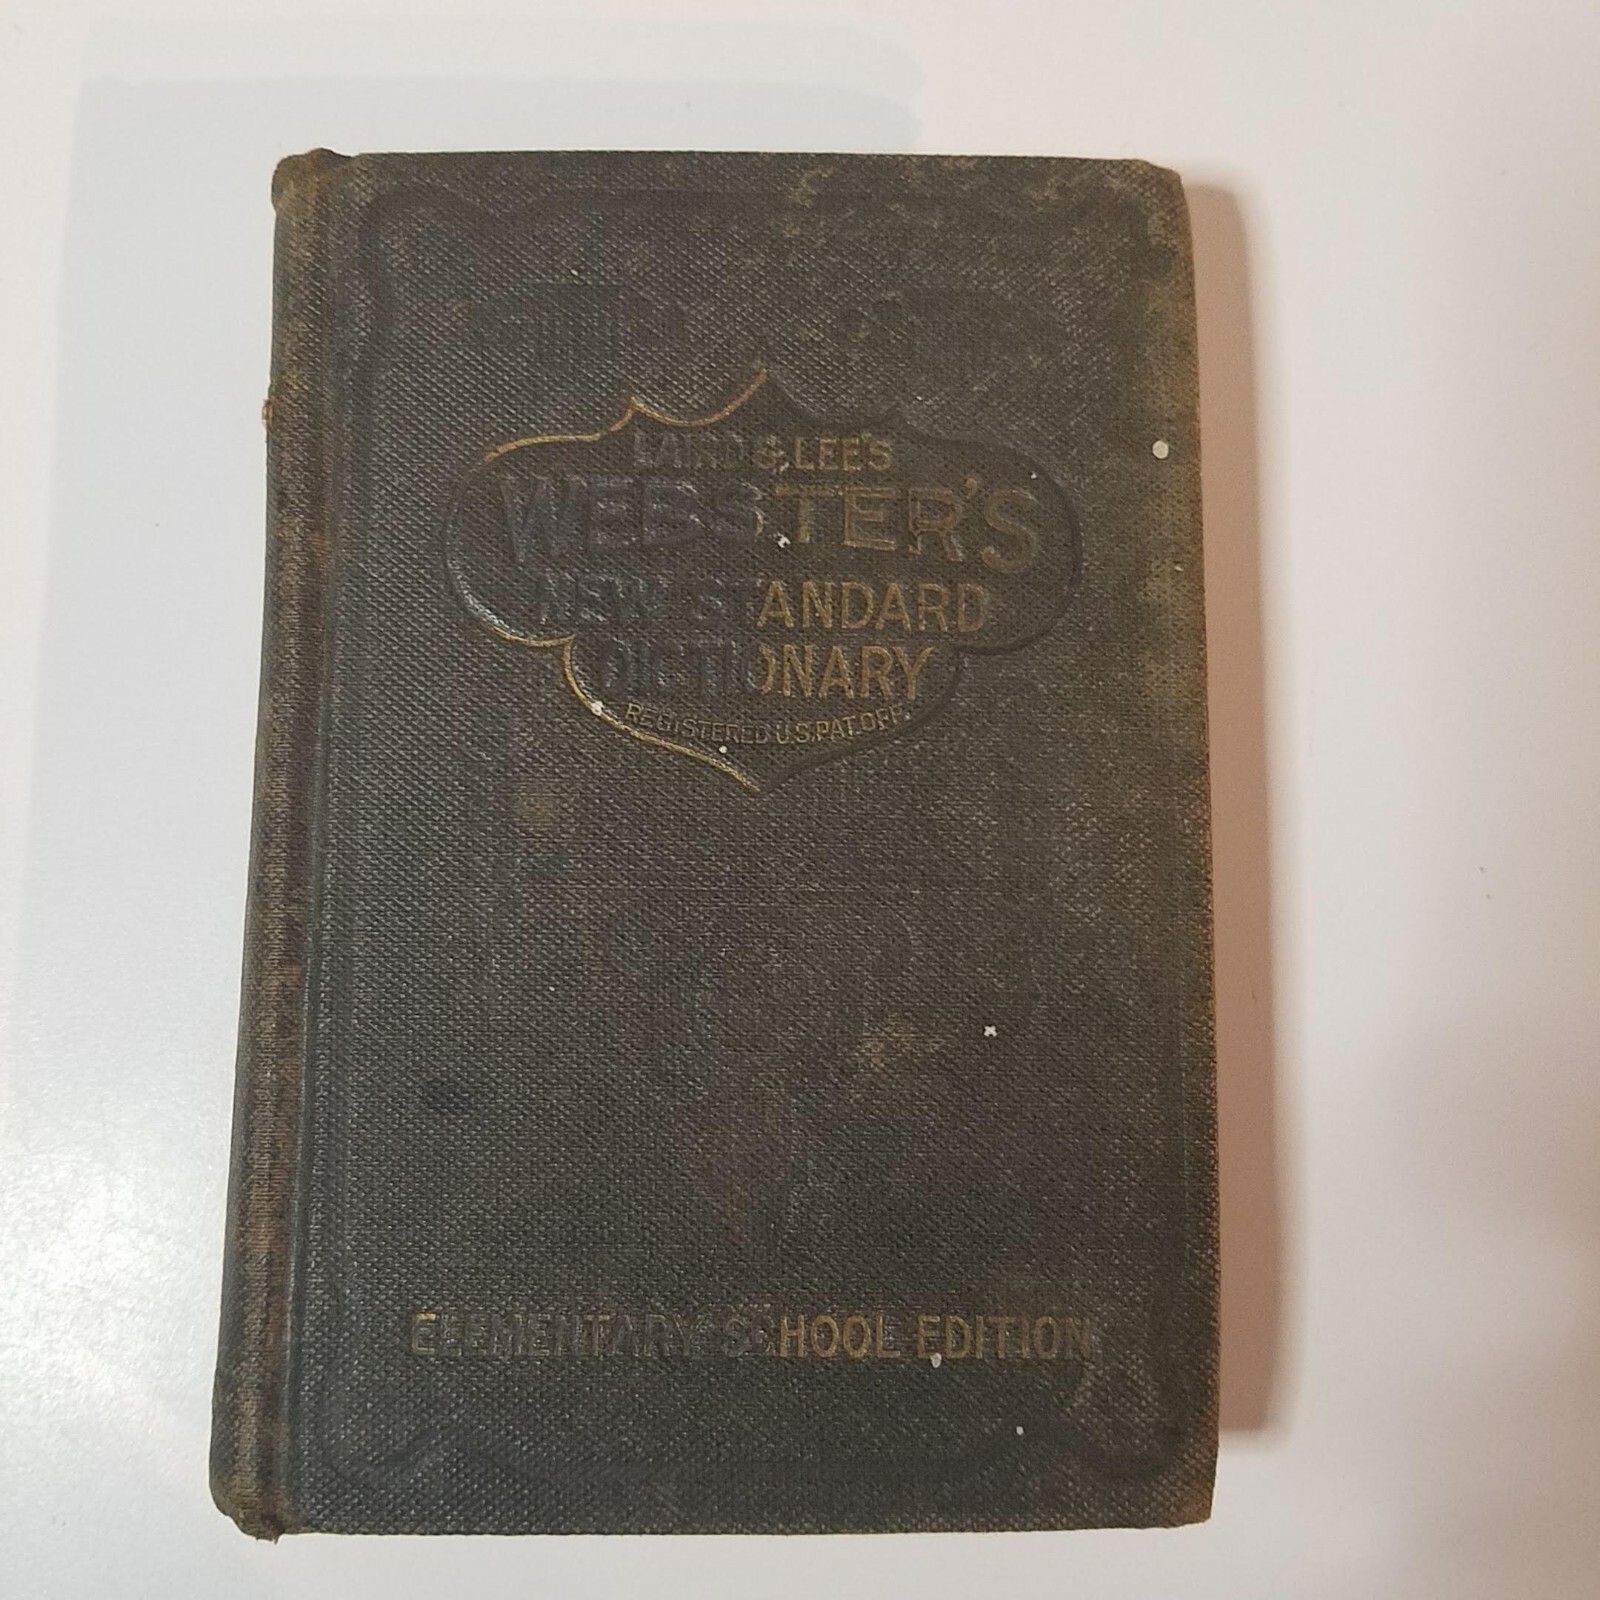 LAIRD & LEE'S
WEBSTER'S
NEW STANDARD
DICTIONARY
REGISTERED U.S. PAT. OFF.
ELEMENTARY SCHOOL EDITION